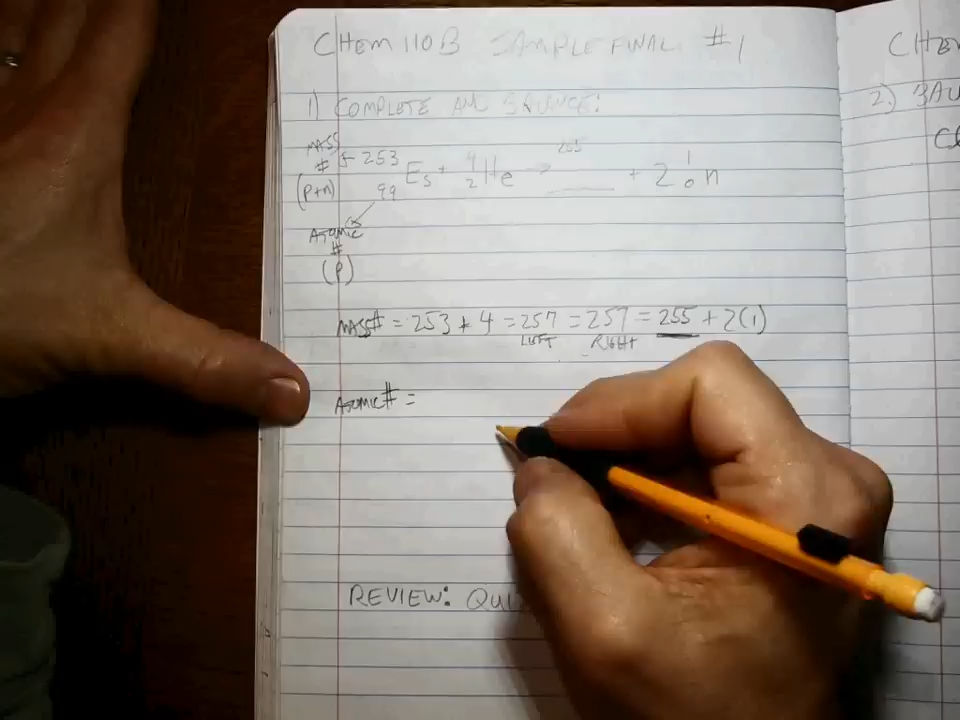 CHEM 110B SAMPLE FINAL #1
1) COMPLETE AND BALANCE:
MASS # (P+n) 253 99 Es + 4 2 He → 255 ____ + 2 1 0 n
ATOMIC # (P)
MASS# = 253 + 4 = 257 = 257 = 255 + 2(1)
LEFT RIGHT
ATOMIC# =
REVIEW:
2.)